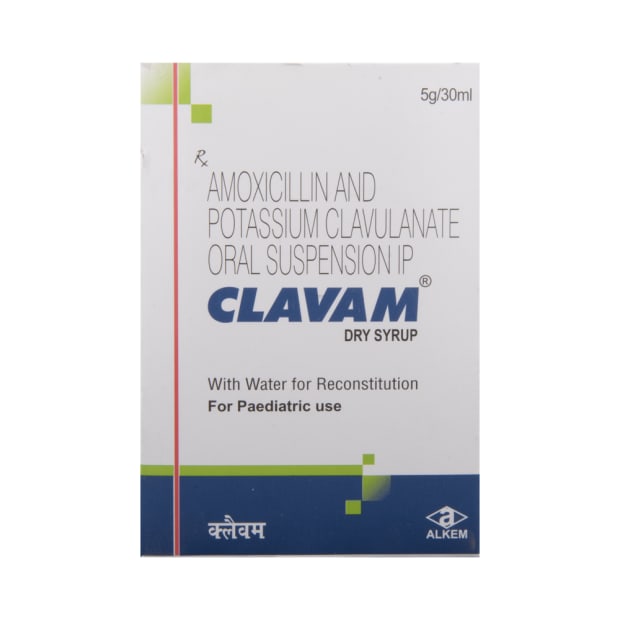 5g/30ml
Rx
AMOXICILLIN AND
POTASSIUM CLAVULANATE
ORAL SUSPENSION IP
CLAVAM®
DRY SYRUP
With Water for Reconstitution
For Paediatric use
क्लैवम
a
ALKEM